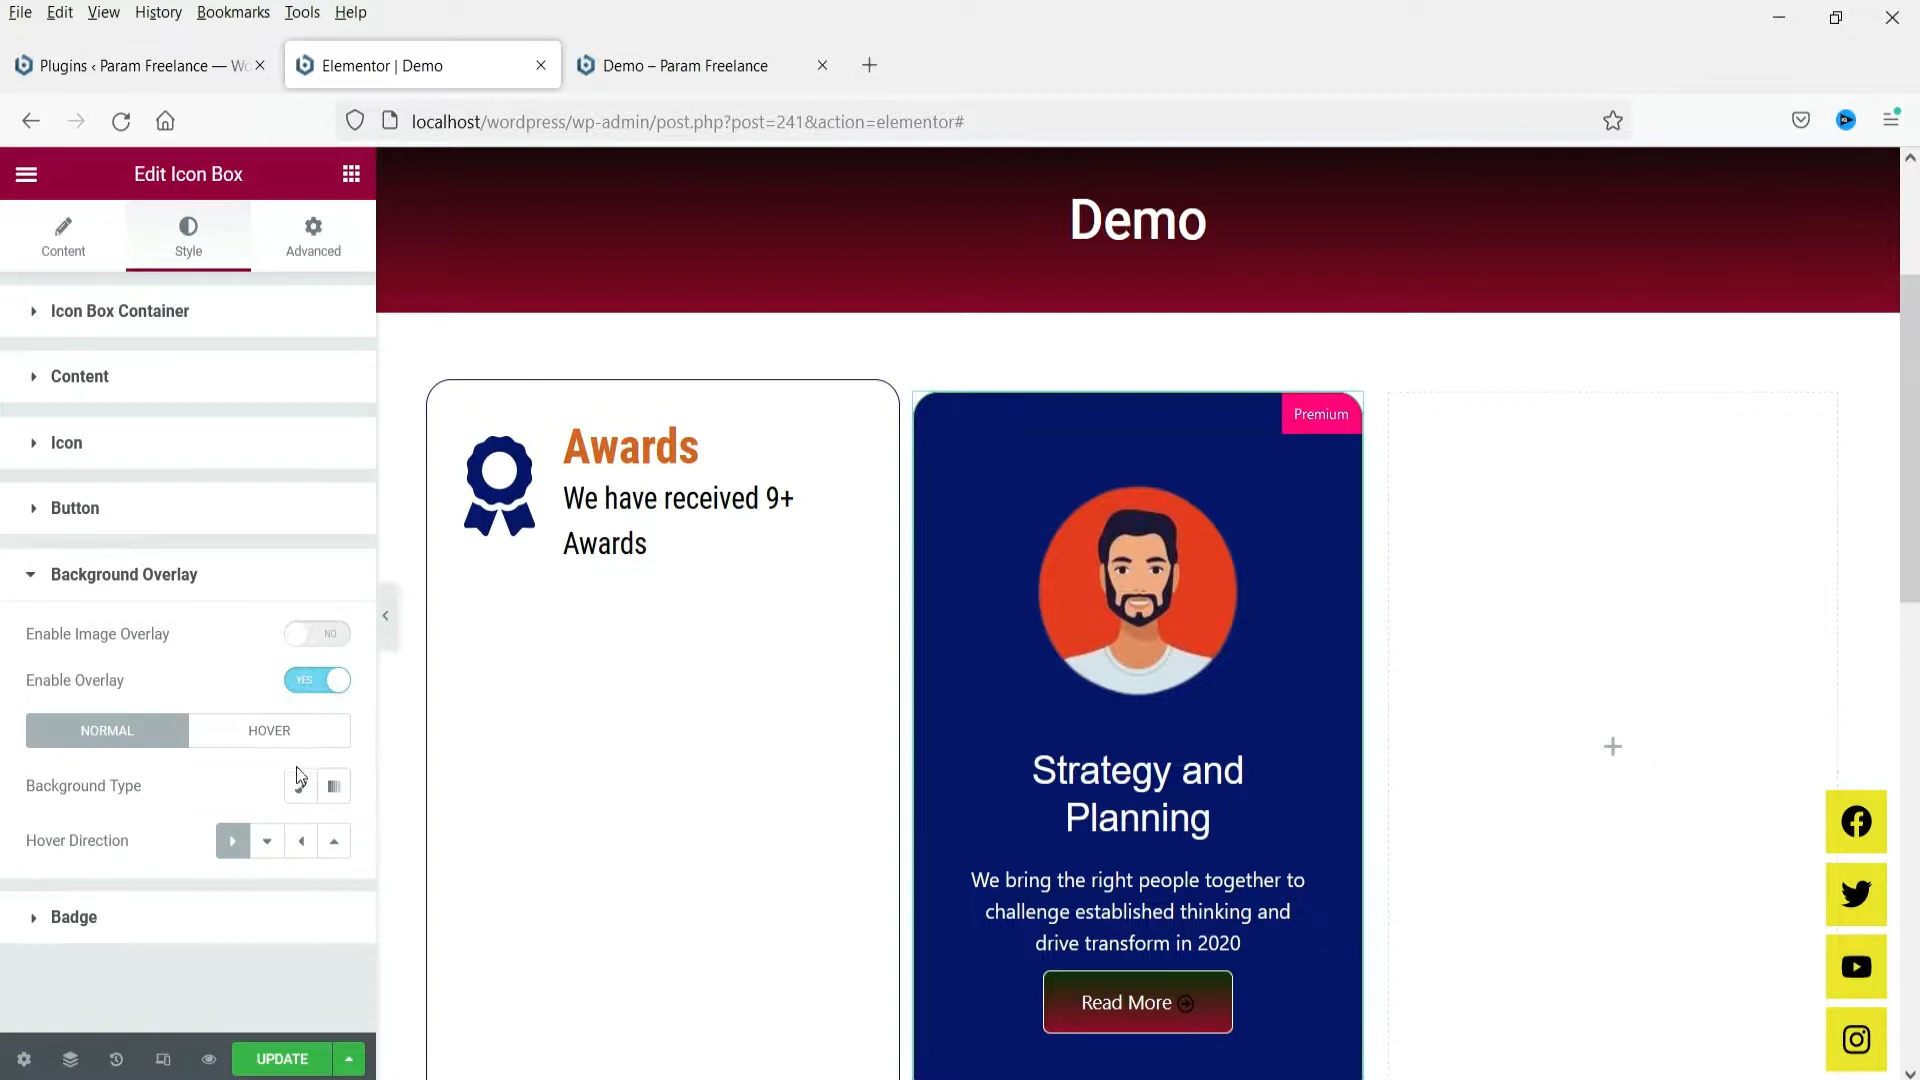 File Edit View History Bookmarks Tools Help
Plugins ‹ Param Freelance — Wo
Elementor | Demo
Demo – Param Freelance
localhost/wordpress/wp-admin/post.php?post=241&action=elementor#
Edit Icon Box
Content
Style
Advanced
Icon Box Container
Content
Icon
Button
Background Overlay
Enable Image Overlay NO
Enable Overlay YES
NORMAL HOVER
Background Type
Hover Direction
Badge
UPDATE
Demo
Awards
We have received 9+
Awards
Premium
Strategy and
Planning
We bring the right people together to
challenge established thinking and
drive transform in 2020
Read More